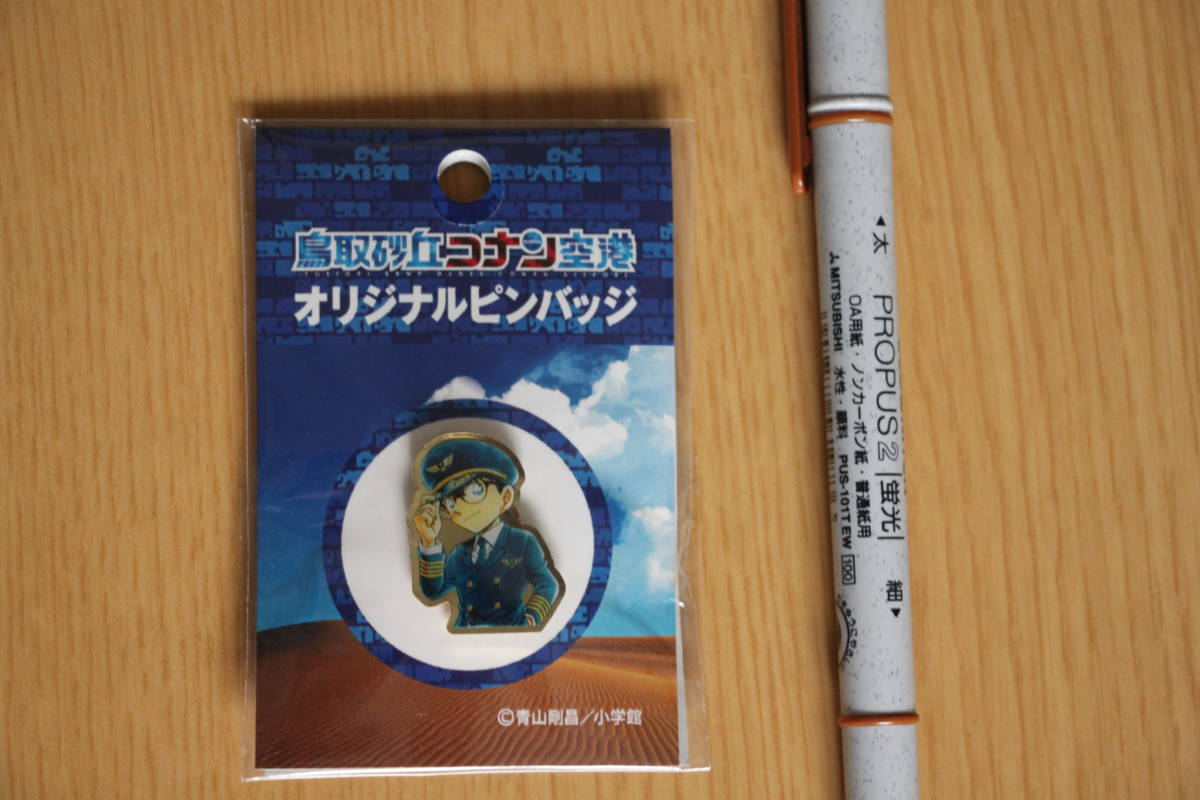 鳥取砂丘コナン空港
TOTTORI SAND DUNES CONAN AIRPORT
オリジナルピンバッジ
©青山剛昌／小学館
◀太
PROPUS 2 蛍光
細▶
OA用紙・ノンカーボン紙・普通紙用
MITSUBISHI 水性・顔料 PUS-101T EW 100